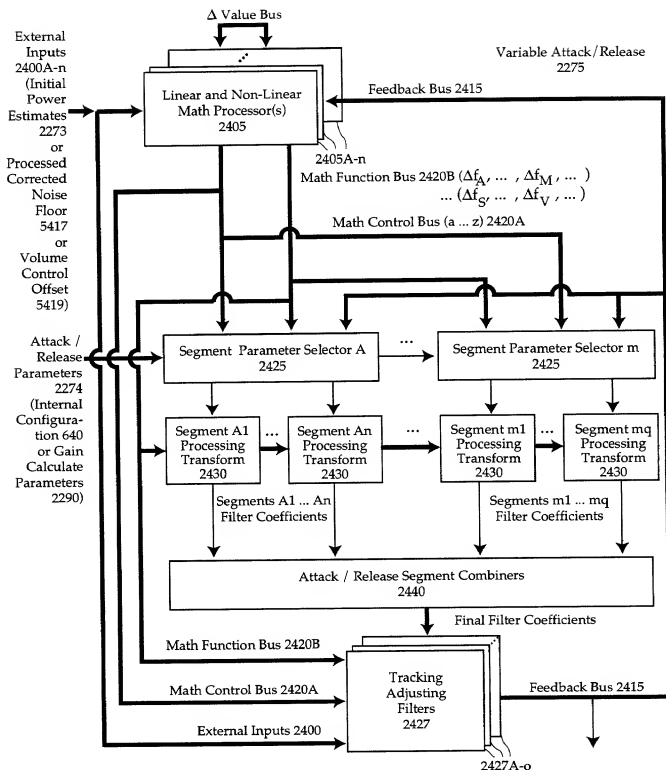 Δ Value Bus
External
Inputs
2400A-n
(Initial
Power
Estimates
2273
or
Processed
Corrected
Noise
Floor
5417
or
Volume
Control
Offset
5419)
Variable Attack/Release
2275
Feedback Bus 2415
Linear and Non-Linear
Math Processor(s)
2405
2405A-n
Math Function Bus 2420B (Δf_A, ... , Δf_M, ... )
... (Δf_S, ... , Δf_V, ... )
Math Control Bus (a ... z) 2420A
Attack /
Release
Parameters
2274
(Internal
Configura-
tion 640
or Gain
Calculate
Parameters
2290)
Segment Parameter Selector A
2425
...
Segment Parameter Selector m
2425
Segment A1
Processing
Transform
2430
...
Segment An
Processing
Transform
2430
...
Segment m1
Processing
Transform
2430
...
Segment mq
Processing
Transform
2430
Segments A1 ... An
Filter Coefficients
Segments m1 ... mq
Filter Coefficients
Attack / Release Segment Combiners
2440
Final Filter Coefficients
Math Function Bus 2420B
Math Control Bus 2420A
External Inputs 2400
Tracking
Adjusting
Filters
2427
Feedback Bus 2415
2427A-o